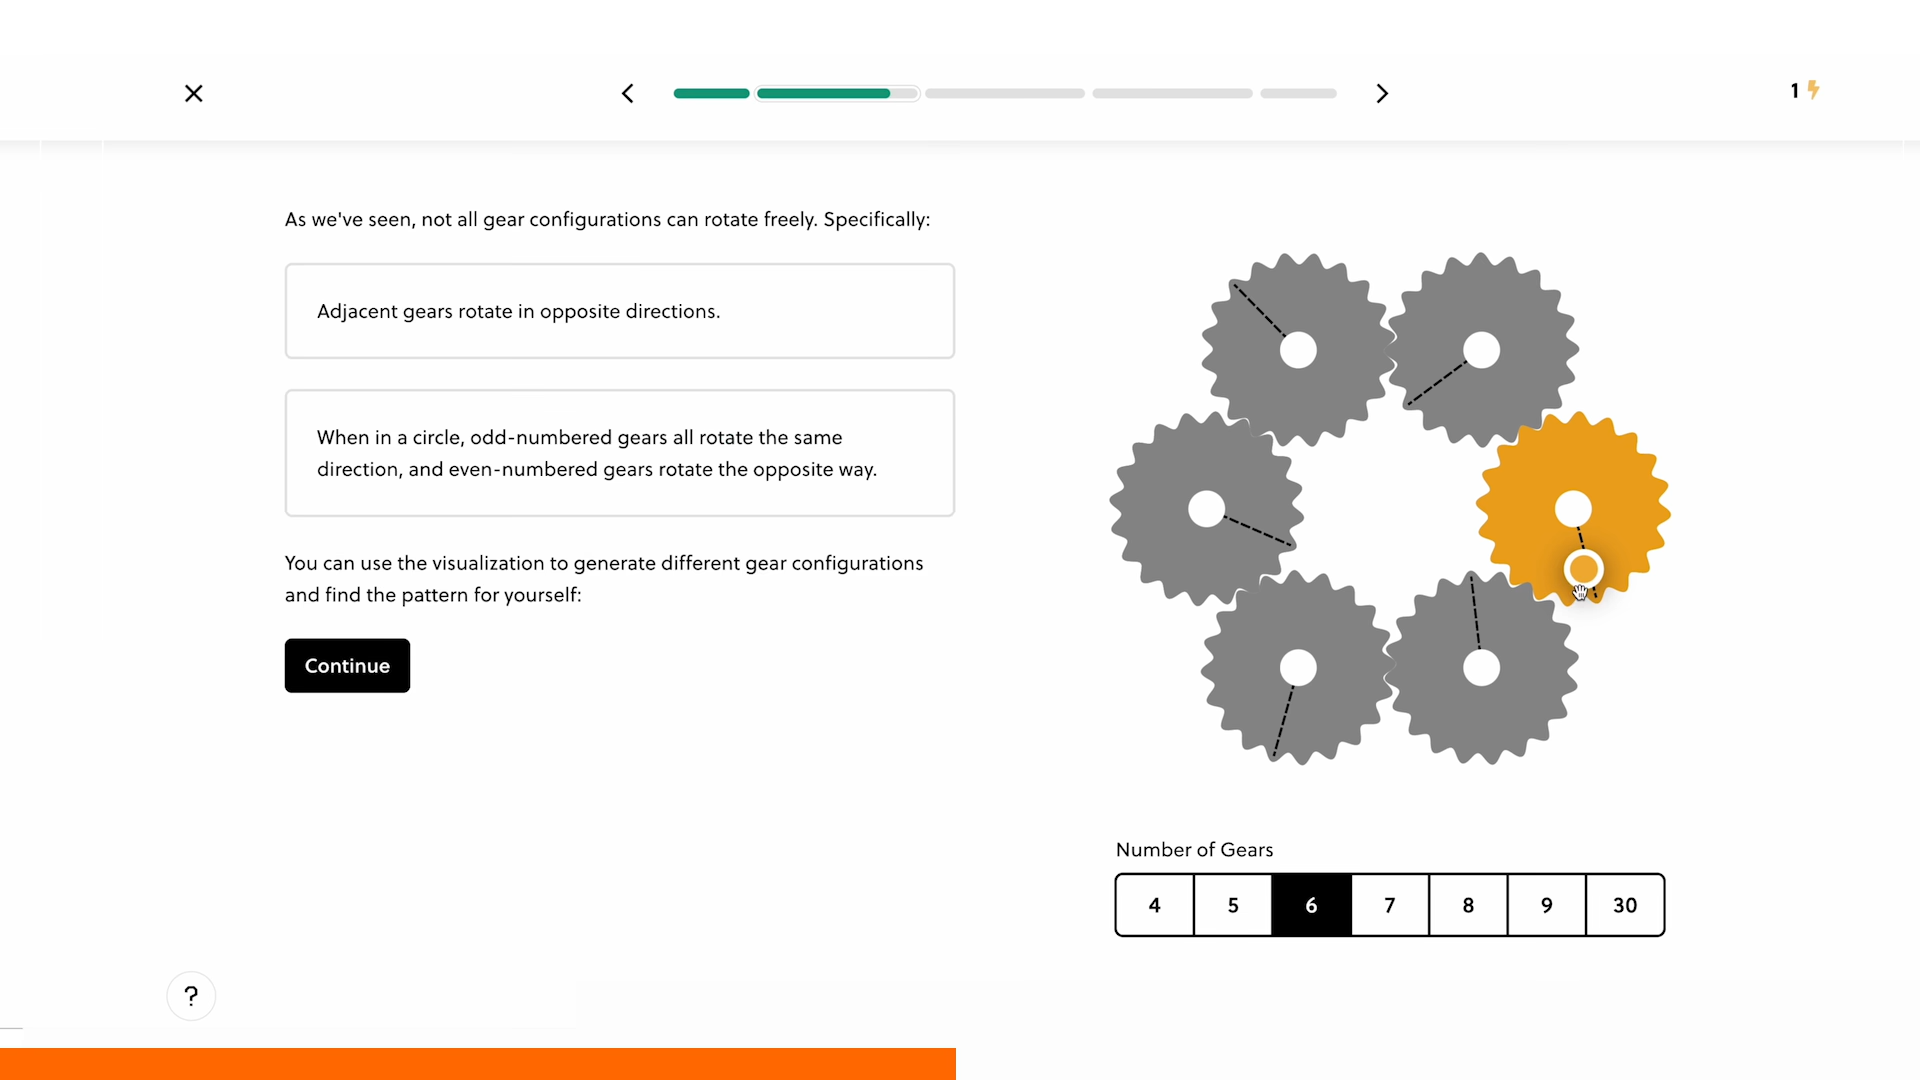 1
As we've seen, not all gear configurations can rotate freely. Specifically:
Adjacent gears rotate in opposite directions.
When in a circle, odd-numbered gears all rotate the same
direction, and even-numbered gears rotate the opposite way.
You can use the visualization to generate different gear configurations
and find the pattern for yourself:
Continue
Number of Gears
4 5 6 7 8 9 30
?